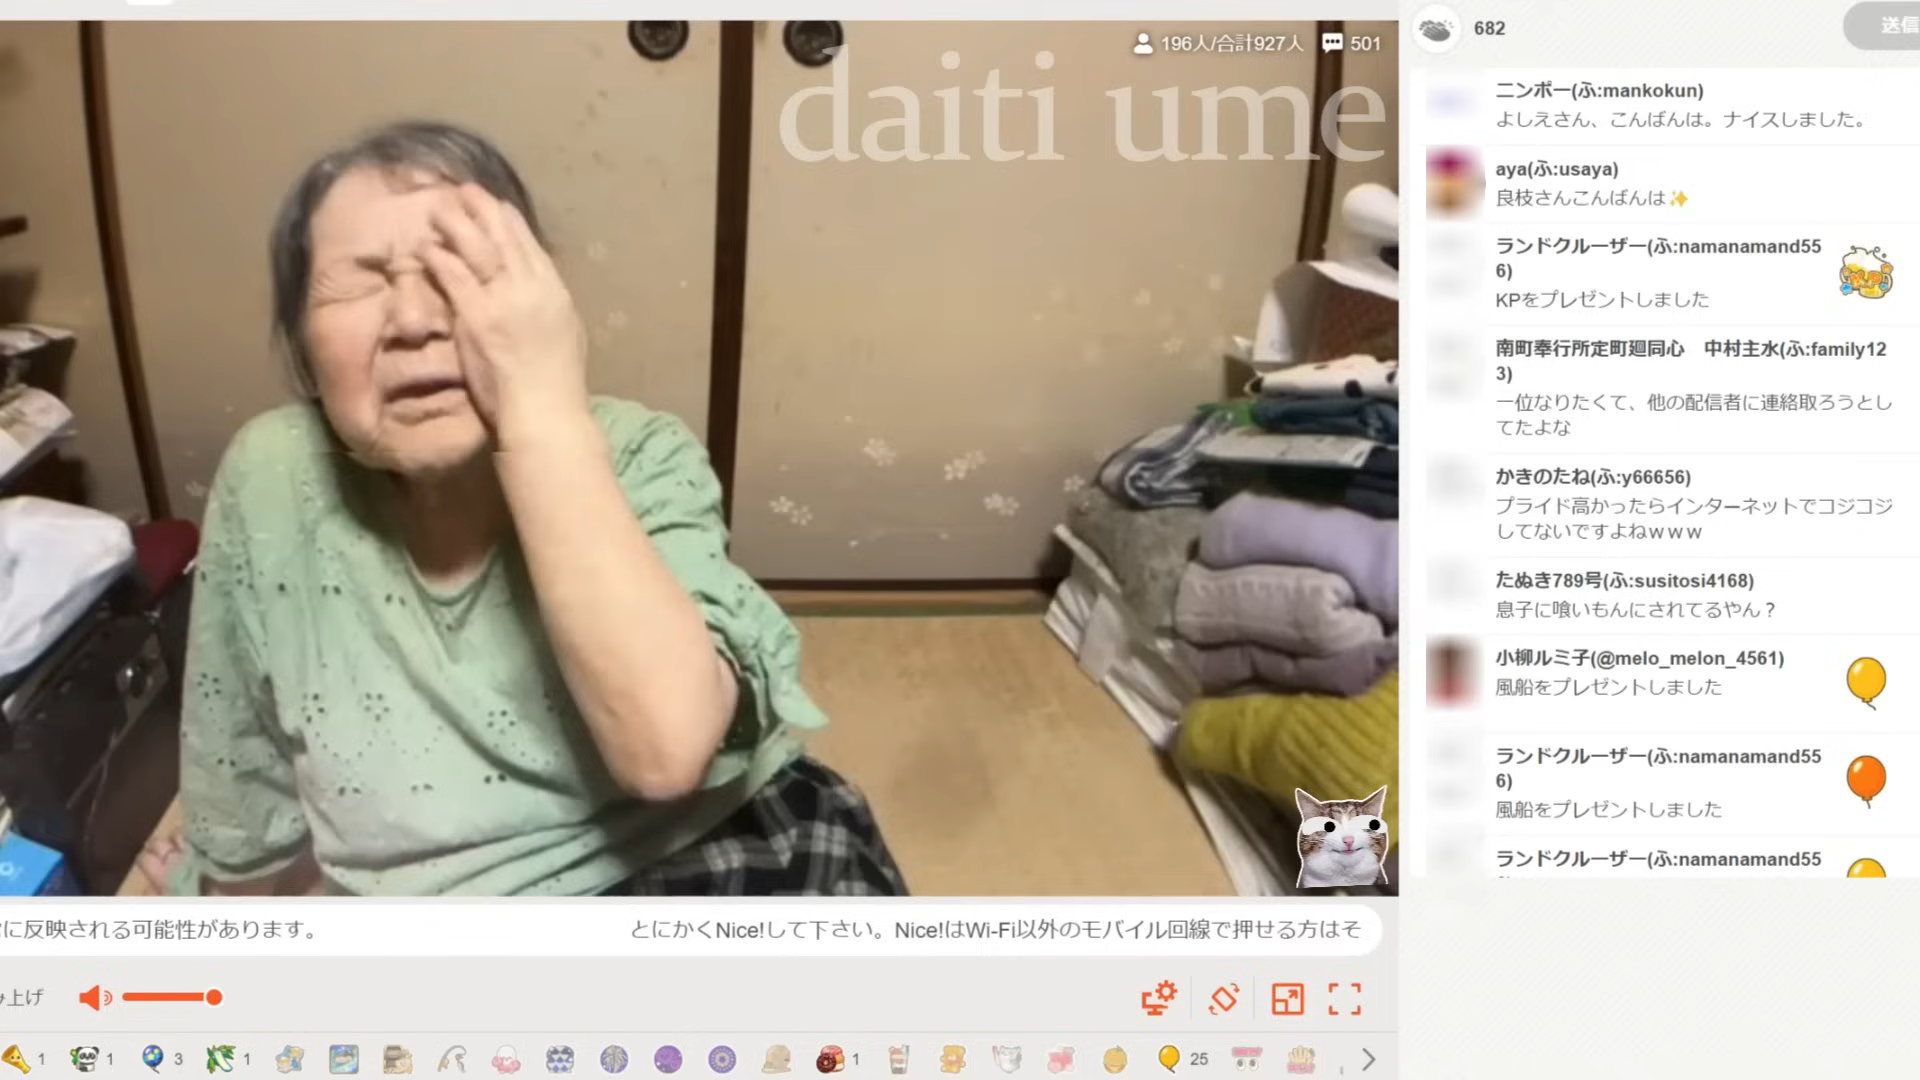 196人/合計927人 501
daiti ume
682
送信
ニンポー(ふ:mankokun)
よしえさん、こんばんは。ナイスしました。
aya(ふ:usaya)
良枝さんこんばんは✨
ランドクルーザー(ふ:namanamand55
6)
KPをプレゼントしました
南町奉行所定町廻同心　中村主水(ふ:family12
3)
一位なりたくて、他の配信者に連絡取ろうとし
てたよな
かきのたね(ふ:y66656)
プライド高かったらインターネットでコジコジ
してないですよねｗｗｗ
たぬき789号(ふ:susitosi4168)
息子に喰いもんにされてるやん？
小柳ルミ子(@melo_melon_4561)
風船をプレゼントしました
ランドクルーザー(ふ:namanamand55
6)
風船をプレゼントしました
ランドクルーザー(ふ:namanamand55
に反映される可能性があります。 とにかくNice!して下さい。Nice!はWi-Fi以外のモバイル回線で押せる方はそ
み上げ
1 1 3 1 1 25